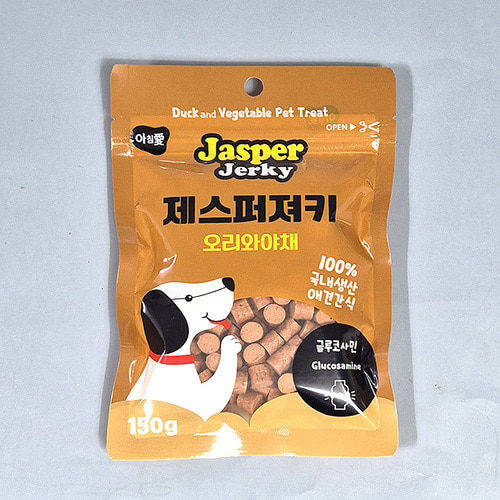 Duck and Vegetable Pet Treat
OPEN
아침愛
Jasper
Jerky
제스퍼져키
오리와야채
100%
국내생산
애견간식
글루코사민
Glucosamine
150g